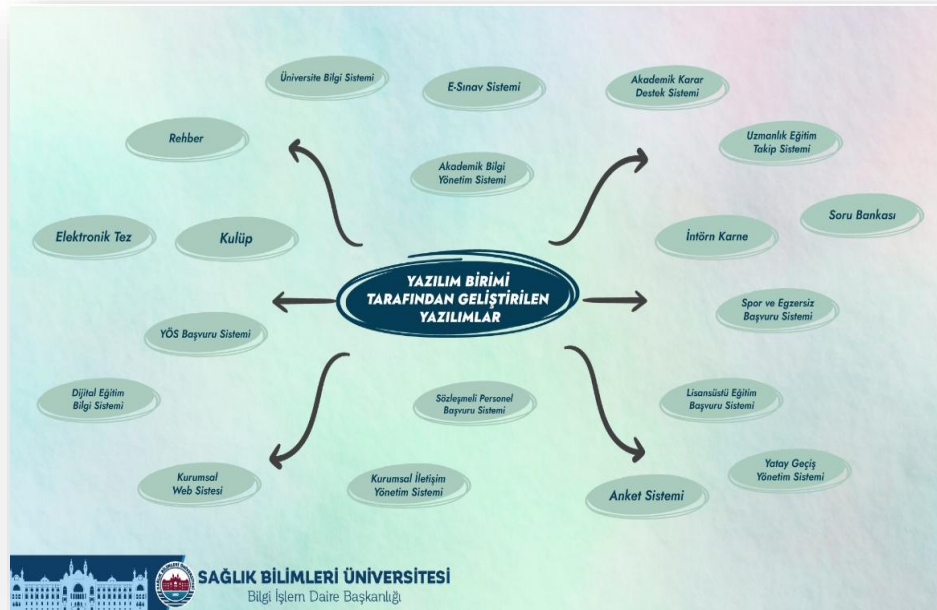 Üniversite Bilgi Sistemi
E-Sınav Sistemi
Akademik Karar
Destek Sistemi
Rehber
Uzmanlık Eğitim
Takip Sistemi
Akademik Bilgi
Yönetim Sistemi
Soru Bankası
Elektronik Tez
Kulüp
İntörn Karne
YAZILIM BİRİMİ
TARAFINDAN GELİŞTİRİLEN
YAZILIMLAR
Spor ve Egzersiz
Başvuru Sistemi
YÖS Başvuru Sistemi
Dijital Eğitim
Bilgi Sistemi
Sözleşmeli Personel
Başvuru Sistemi
Lisansüstü Eğitim
Başvuru Sistemi
Kurumsal
Web Sistesi
Kurumsal İletişim
Yönetim Sistemi
Anket Sistemi
Yatay Geçiş
Yönetim Sistemi
SAĞLIK BİLİMLERİ ÜNİVERSİTESİ
Bilgi İşlem Daire Başkanlığı